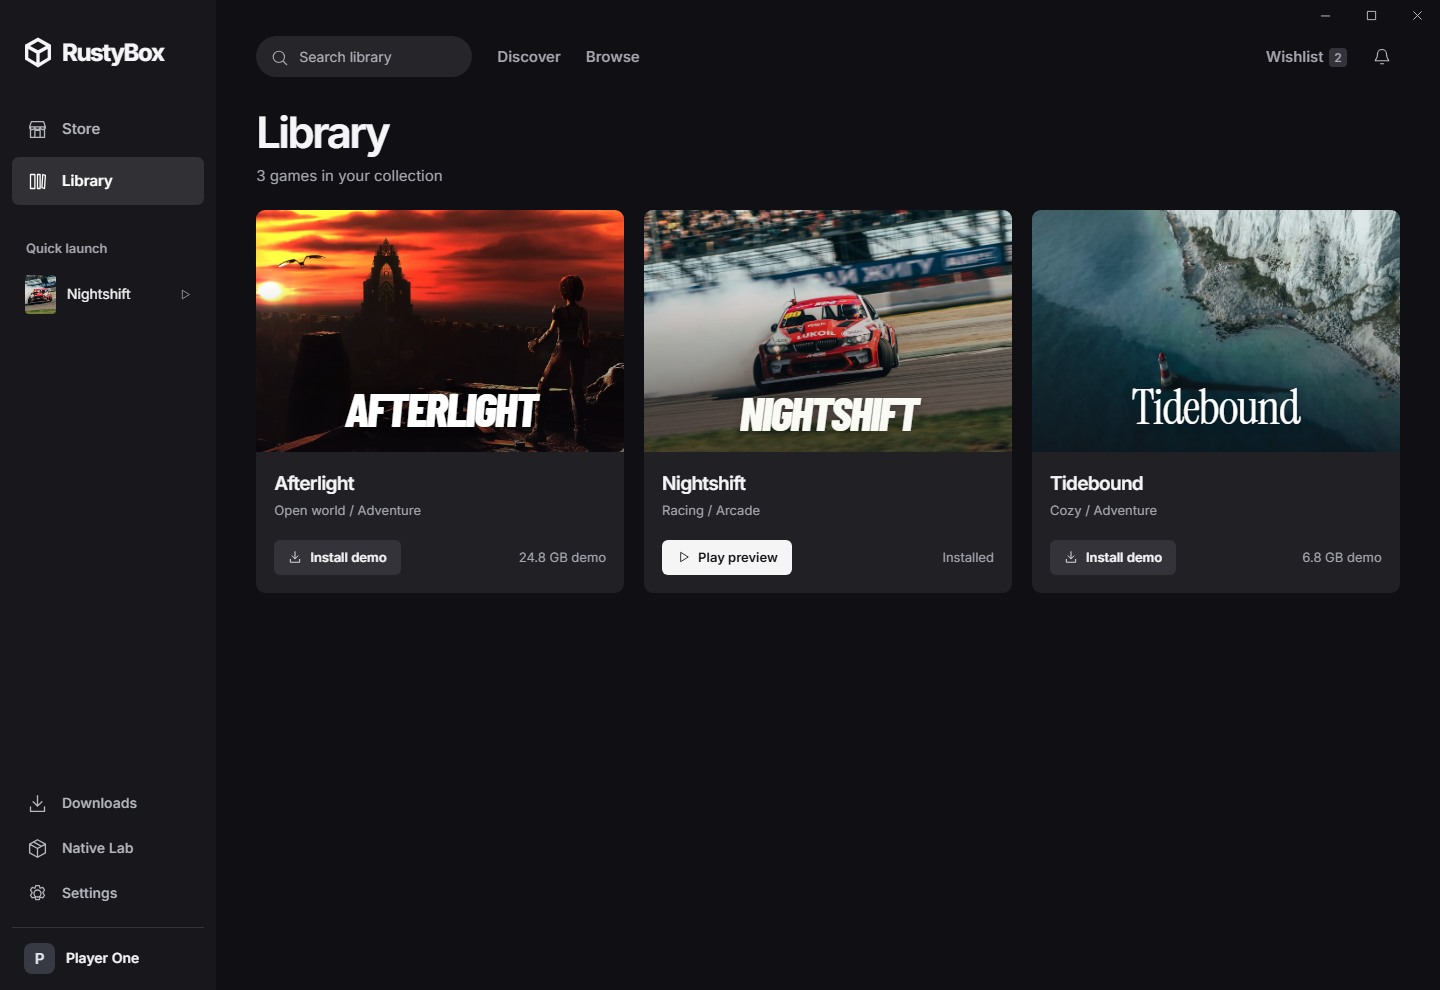 RustyBox
Search library
Discover
Browse
Wishlist 2
Store
Library
Quick launch
Nightshift
Downloads
Native Lab
Settings
P
Player One
Library
3 games in your collection
AFTERLIGHT
Afterlight
Open world / Adventure
Install demo
24.8 GB demo
ЖИГУ
LUKOIL
NIGHTSHIFT
Nightshift
Racing / Arcade
Play preview
Installed
Tidebound
Tidebound
Cozy / Adventure
Install demo
6.8 GB demo